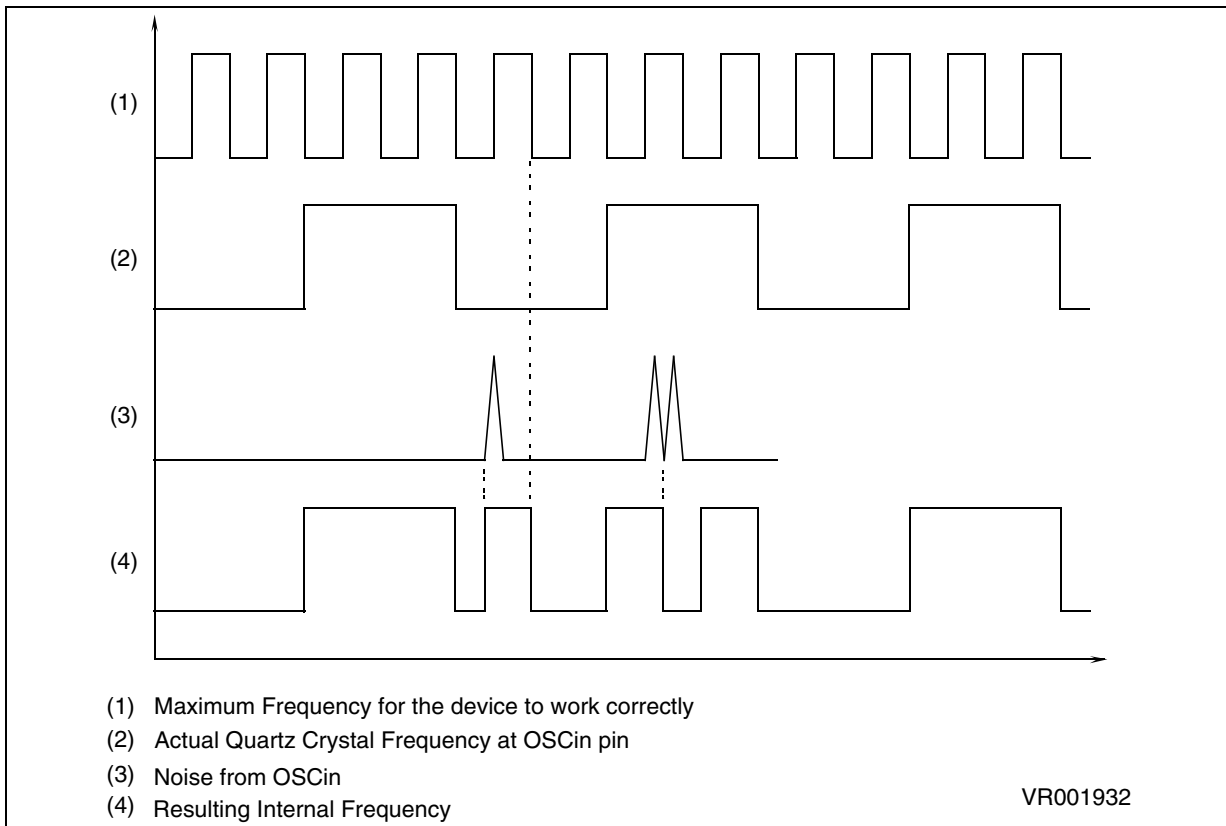 (1)
(2)
(3)
(4)
(1) Maximum Frequency for the device to work correctly
(2) Actual Quartz Crystal Frequency at OSCin pin
(3) Noise from OSCin
(4) Resulting Internal Frequency
VR001932